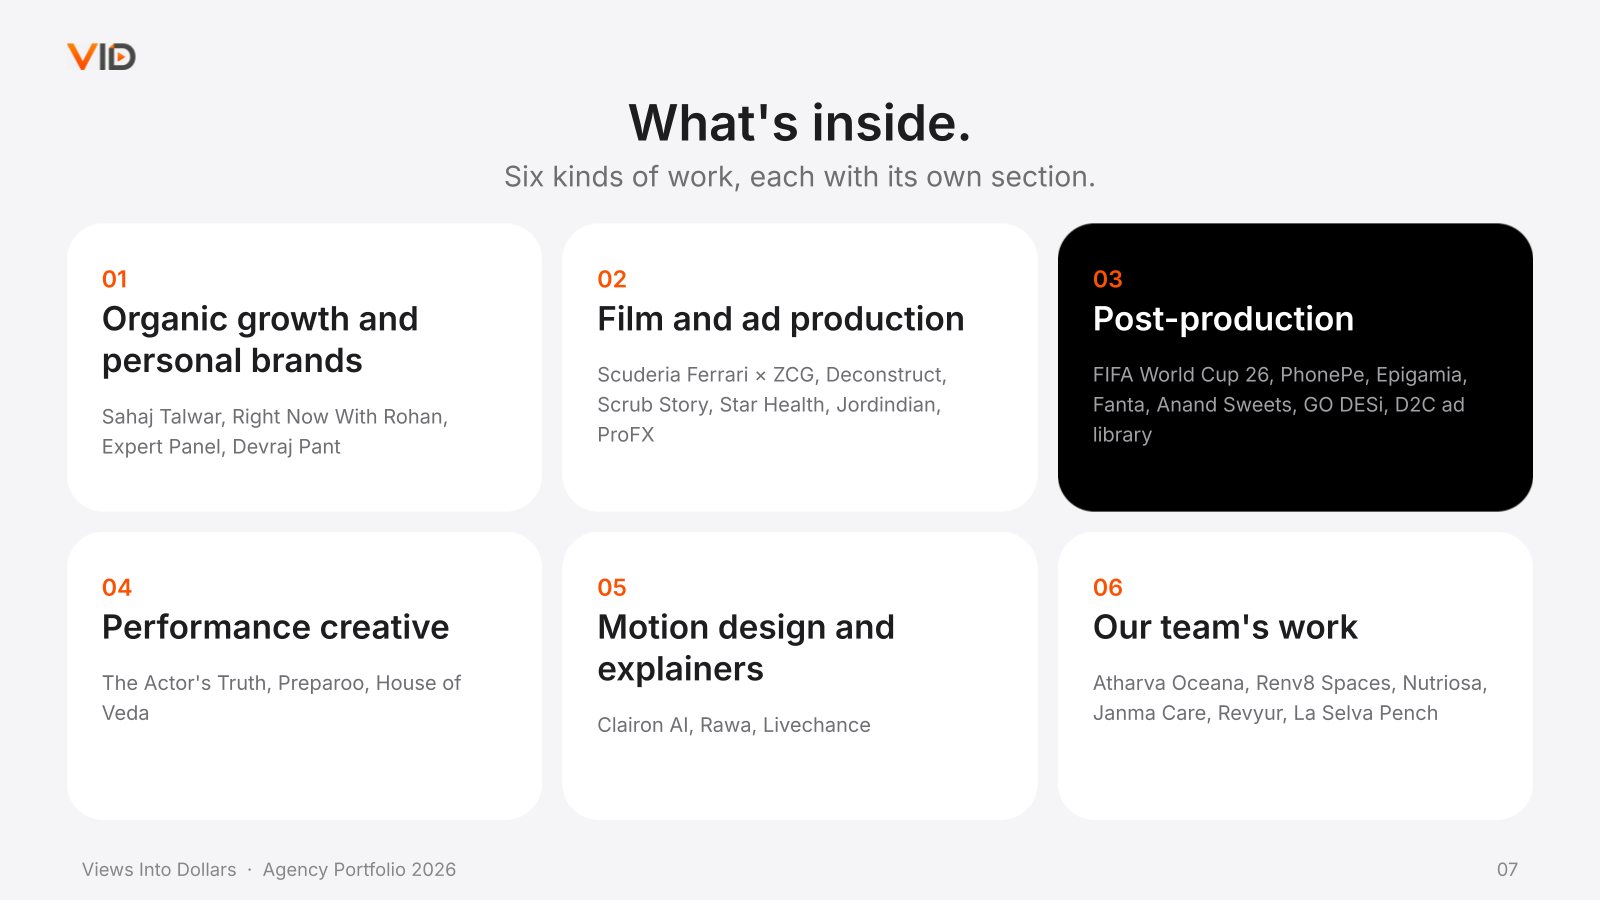 VID
What's inside.
Six kinds of work, each with its own section.
01
Organic growth and
personal brands
Sahaj Talwar, Right Now With Rohan,
Expert Panel, Devraj Pant
02
Film and ad production
Scuderia Ferrari × ZCG, Deconstruct,
Scrub Story, Star Health, Jordindian,
ProFX
03
Post-production
FIFA World Cup 26, PhonePe, Epigamia,
Fanta, Anand Sweets, GO DESi, D2C ad
library
04
Performance creative
The Actor's Truth, Preparoo, House of
Veda
05
Motion design and
explainers
Clairon AI, Rawa, Livechance
06
Our team's work
Atharva Oceana, Renv8 Spaces, Nutriosa,
Janma Care, Revyur, La Selva Pench
Views Into Dollars · Agency Portfolio 2026
07